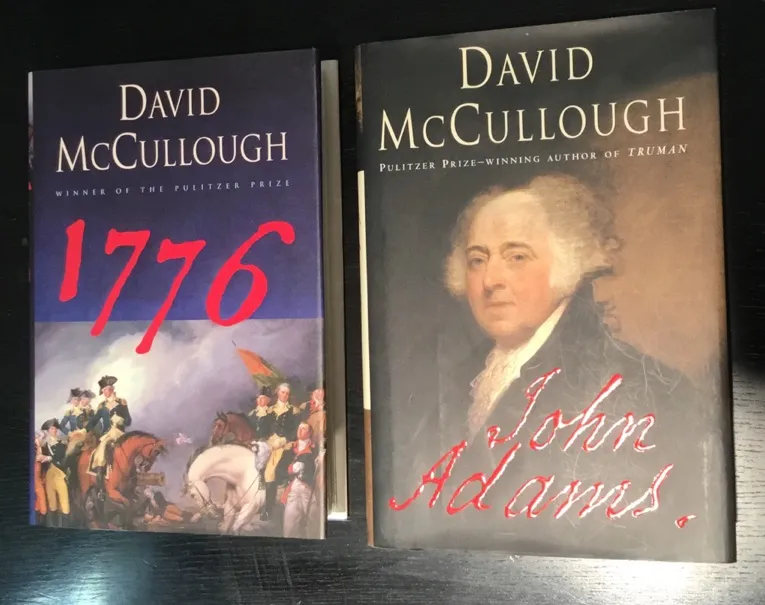 DAVID
MCCULLOUGH
WINNER OF THE PULITZER PRIZE
1776
DAVID
MCCULLOUGH
PULITZER PRIZE–WINNING AUTHOR OF TRUMAN
John
Adams.